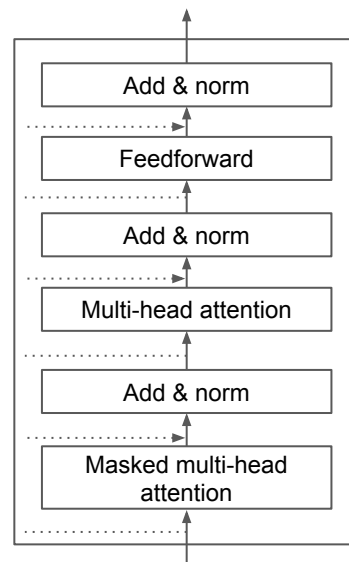 Add & norm
Feedforward
Add & norm
Multi-head attention
Add & norm
Masked multi-head
attention